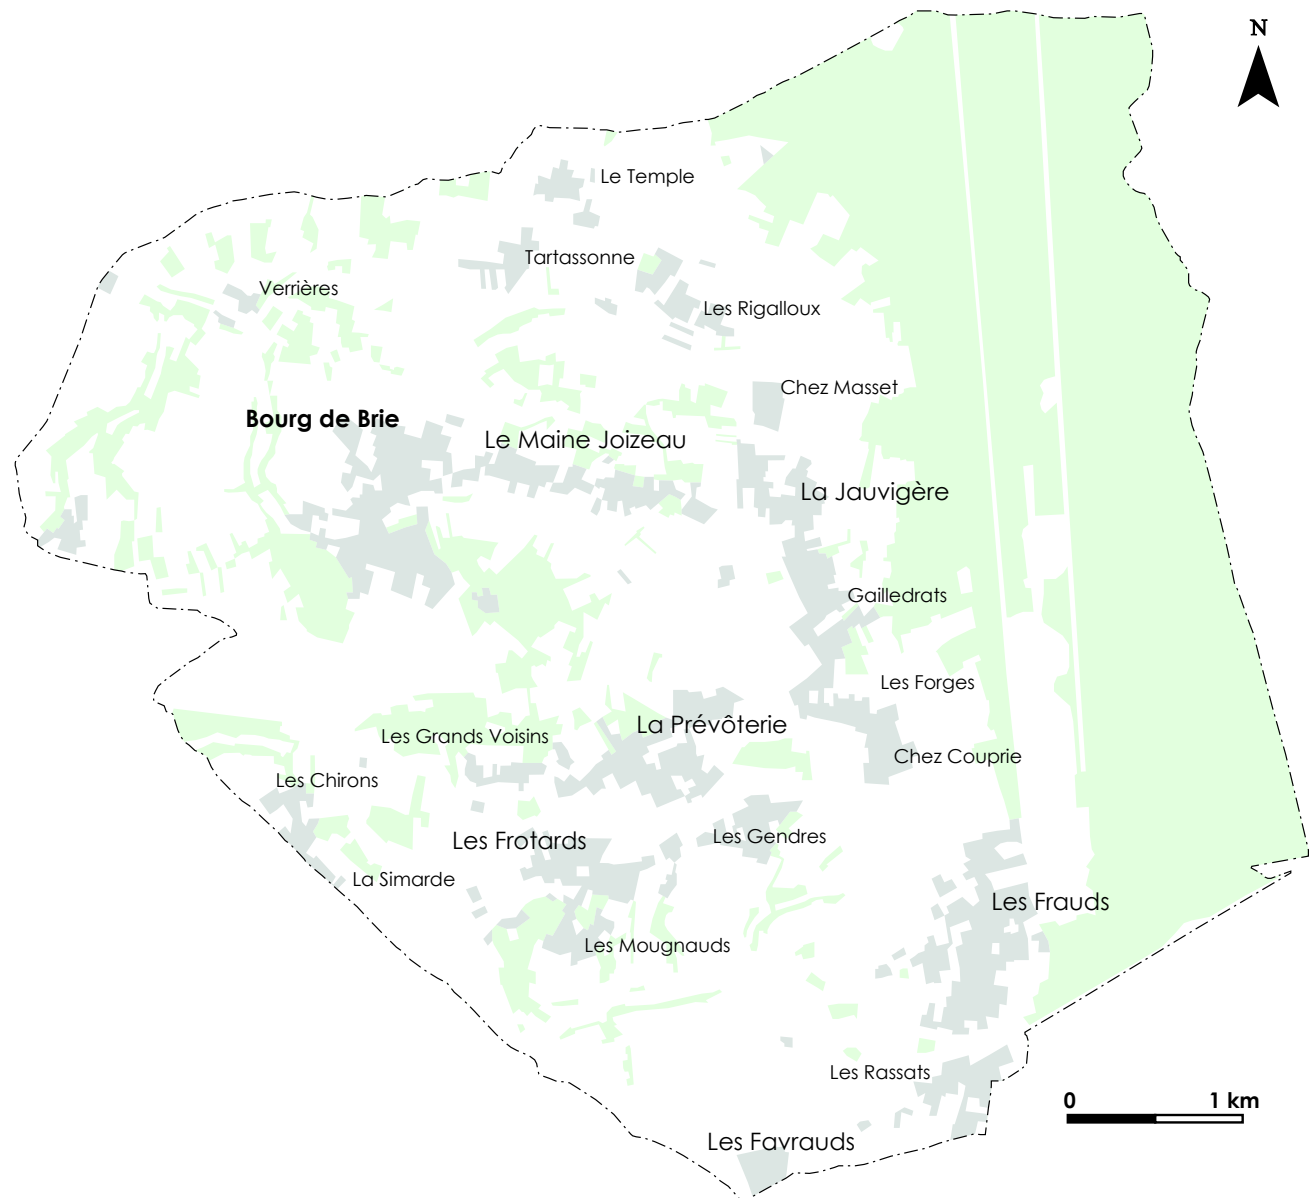 N
Le Temple
Tartassonne
Verrières
Les Rigalloux
Chez Masset
Bourg de Brie
Le Maine Joizeau
La Jauvigère
Gailledrats
Les Forges
La Prévôterie
Les Grands Voisins
Chez Couprie
Les Chirons
Les Gendres
Les Frotards
La Simarde
Les Frauds
Les Mougnauds
Les Rassats
0 1 km
Les Favrauds